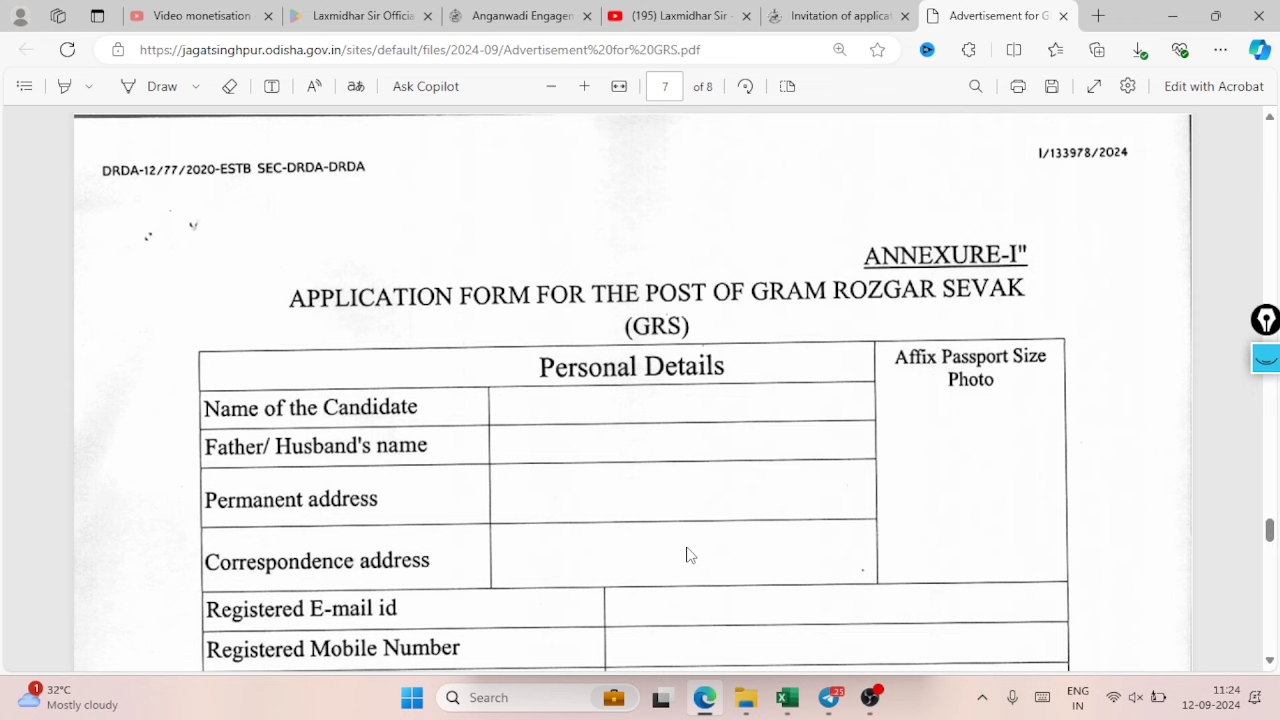 Video monetisation
Laxmidhar Sir Officia
Anganwadi Engagen
(195) Laxmidhar Sir -
Invitation of applicat
Advertisement for G
https://jagatsinghpur.odisha.gov.in/sites/default/files/2024-09/Advertisement%20for%20GRS.pdf
Draw
Ask Copilot
7 of 8
Edit with Acrobat
DRDA-12/77/2020-ESTB SEC-DRDA-DRDA
I/133978/2024
ANNEXURE-I"
APPLICATION FORM FOR THE POST OF GRAM ROZGAR SEVAK
(GRS)
Personal Details
Affix Passport Size
Photo
Name of the Candidate
Father/ Husband's name
Permanent address
Correspondence address
Registered E-mail id
Registered Mobile Number
1
32°C
Mostly cloudy
Search
25
ENG
IN
11:24
12-09-2024